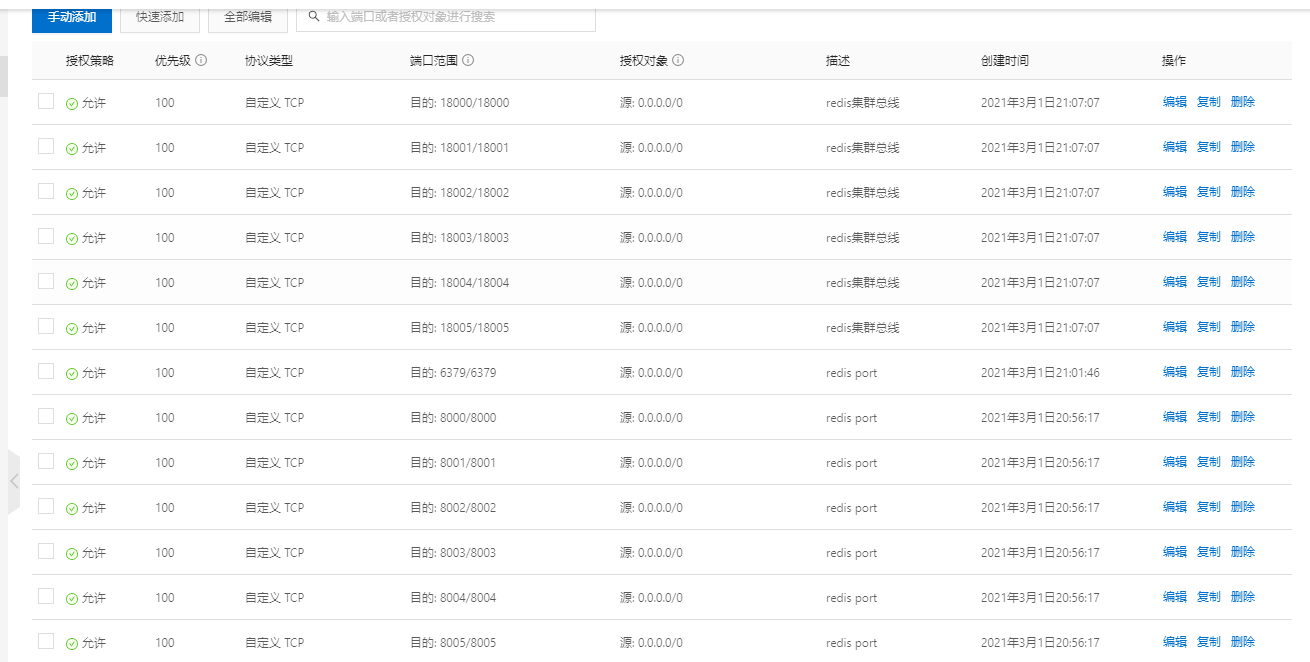 手动添加 快速添加 全部编辑 输入端口或者授权对象进行搜索
授权策略 优先级 协议类型 端口范围 授权对象 描述 创建时间 操作
允许 100 自定义 TCP 目的: 18000/18000 源: 0.0.0.0/0 redis集群总线 2021年3月1日21:07:07 编辑 复制 删除
允许 100 自定义 TCP 目的: 18001/18001 源: 0.0.0.0/0 redis集群总线 2021年3月1日21:07:07 编辑 复制 删除
允许 100 自定义 TCP 目的: 18002/18002 源: 0.0.0.0/0 redis集群总线 2021年3月1日21:07:07 编辑 复制 删除
允许 100 自定义 TCP 目的: 18003/18003 源: 0.0.0.0/0 redis集群总线 2021年3月1日21:07:07 编辑 复制 删除
允许 100 自定义 TCP 目的: 18004/18004 源: 0.0.0.0/0 redis集群总线 2021年3月1日21:07:07 编辑 复制 删除
允许 100 自定义 TCP 目的: 18005/18005 源: 0.0.0.0/0 redis集群总线 2021年3月1日21:07:07 编辑 复制 删除
允许 100 自定义 TCP 目的: 6379/6379 源: 0.0.0.0/0 redis port 2021年3月1日21:01:46 编辑 复制 删除
允许 100 自定义 TCP 目的: 8000/8000 源: 0.0.0.0/0 redis port 2021年3月1日20:56:17 编辑 复制 删除
允许 100 自定义 TCP 目的: 8001/8001 源: 0.0.0.0/0 redis port 2021年3月1日20:56:17 编辑 复制 删除
允许 100 自定义 TCP 目的: 8002/8002 源: 0.0.0.0/0 redis port 2021年3月1日20:56:17 编辑 复制 删除
允许 100 自定义 TCP 目的: 8003/8003 源: 0.0.0.0/0 redis port 2021年3月1日20:56:17 编辑 复制 删除
允许 100 自定义 TCP 目的: 8004/8004 源: 0.0.0.0/0 redis port 2021年3月1日20:56:17 编辑 复制 删除
允许 100 自定义 TCP 目的: 8005/8005 源: 0.0.0.0/0 redis port 2021年3月1日20:56:17 编辑 复制 删除